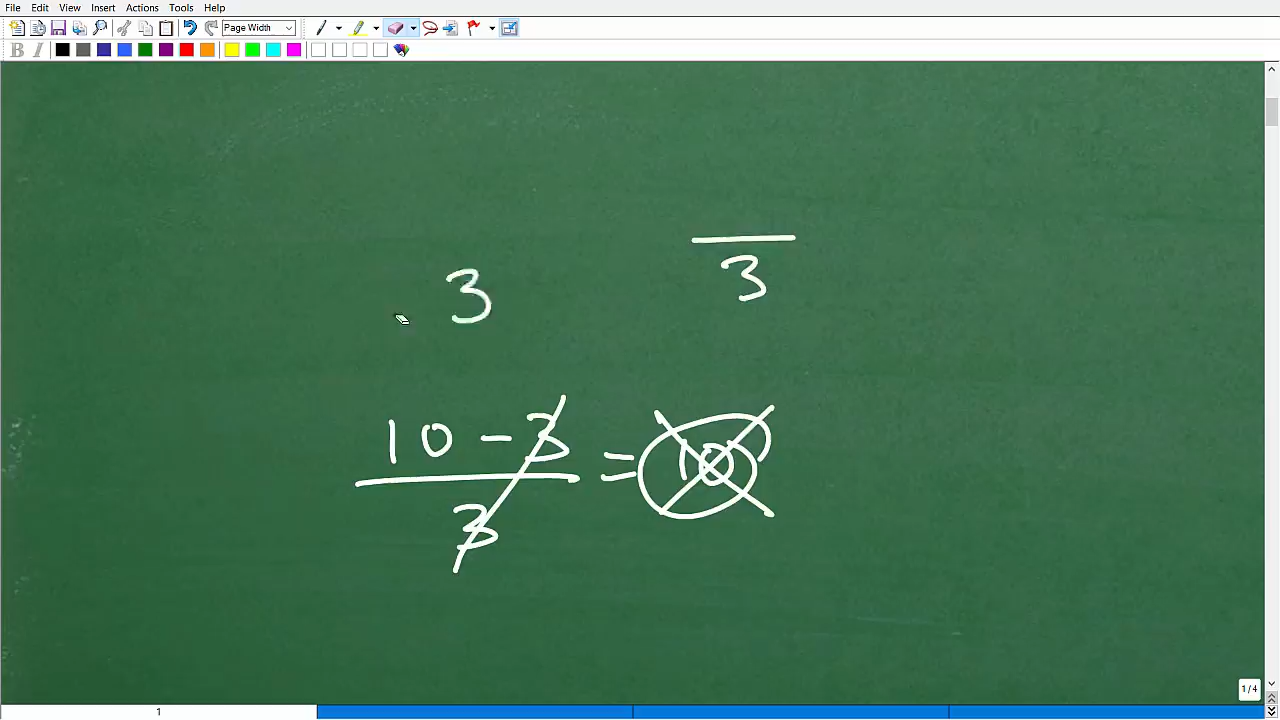 File Edit View Insert Actions Tools Help
Page Width
B I
3
3
10 - 3 = 10
3
1/4
1